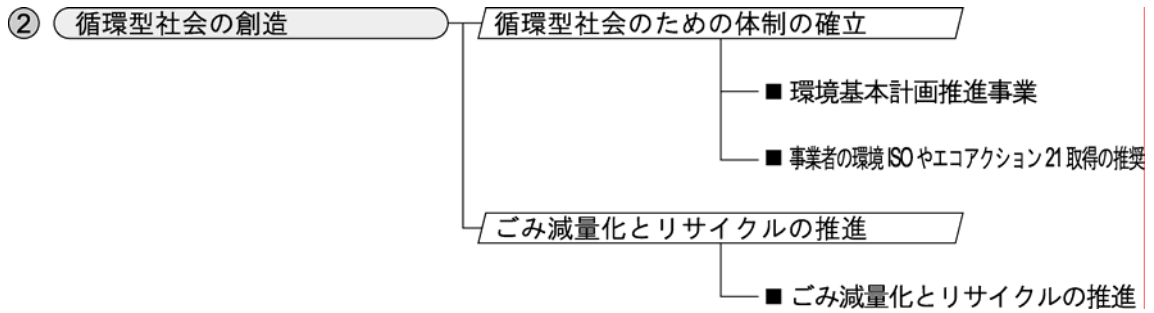 ② 循環型社会の創造
循環型社会のための体制の確立
■ 環境基本計画推進事業
■ 事業者の環境ISOやエコアクション21取得の推奨
ごみ減量化とリサイクルの推進
■ ごみ減量化とリサイクルの推進